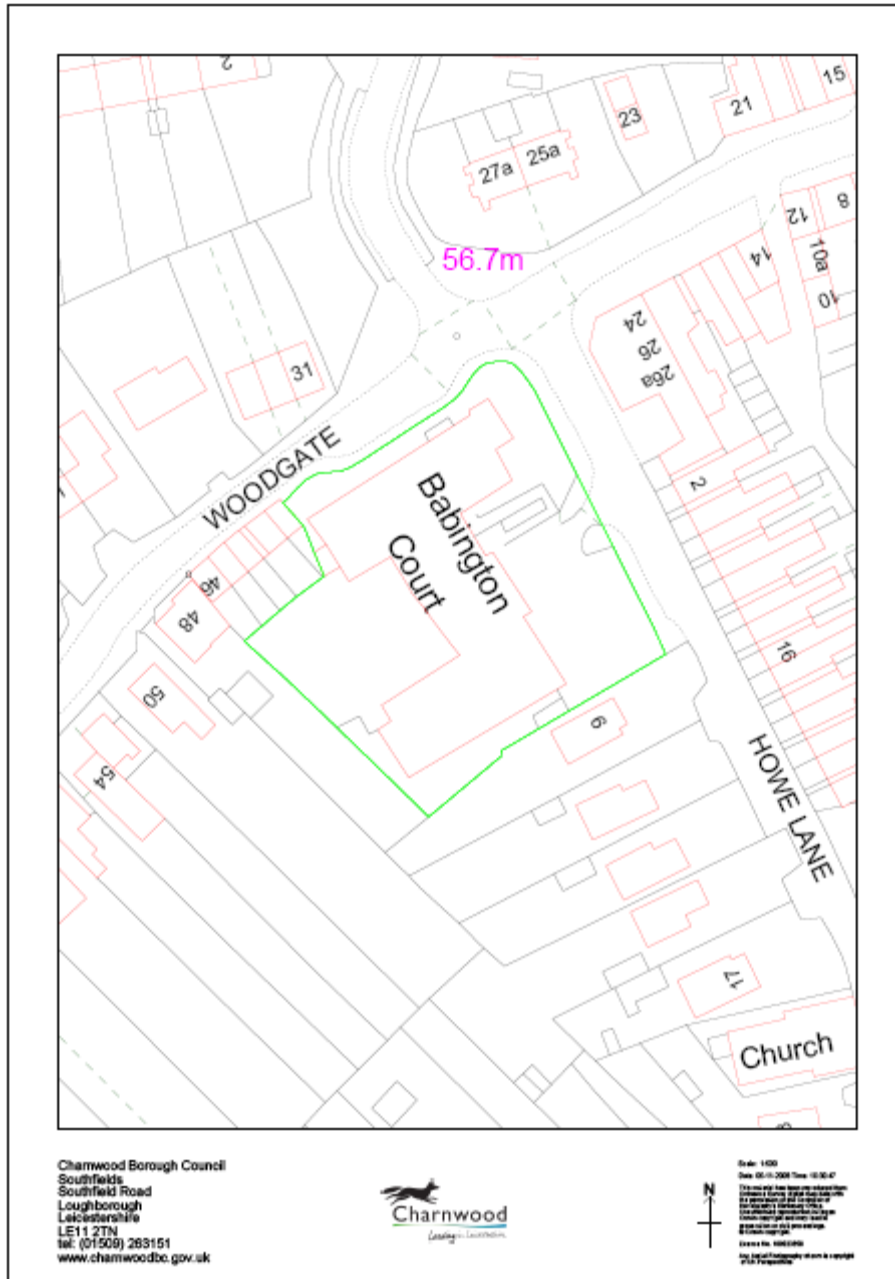 2
15
21
23
25a
27a
8
12
10a
14
10
56.7m
24
26
26a
31
WOODGATE
Babington
Court
2
46
48
16
50
6
54
HOWE LANE
17
Church
Charnwood Borough Council
Southfields
Southfield Road
Loughborough
Leicestershire
LE11 2TN
tel: (01509) 263151
www.charnwoodbc.gov.uk
Charnwood
N